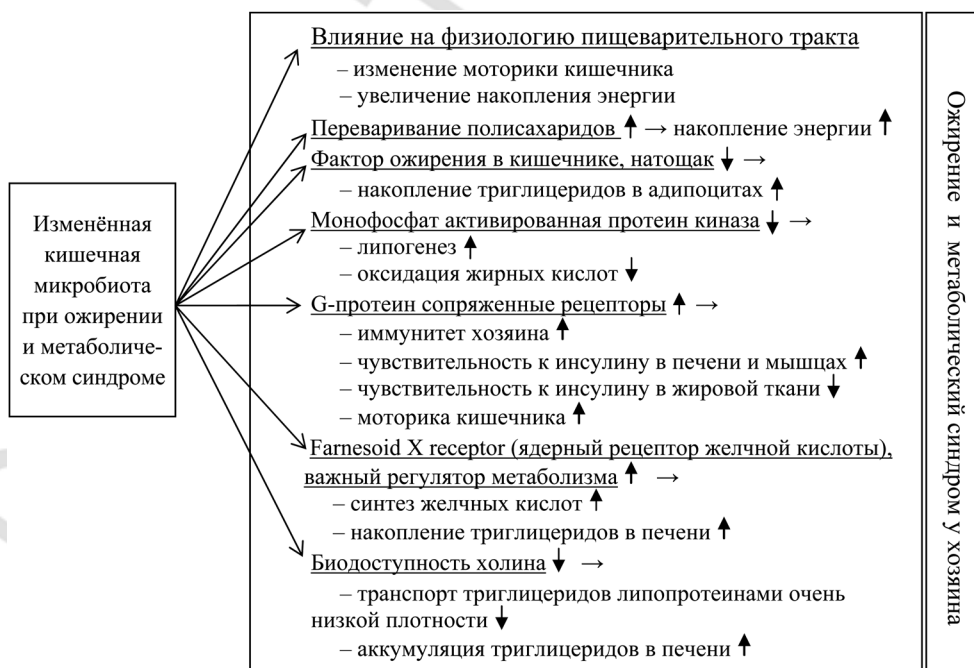 Изменённая
кишечная
микробиота
при ожирении
и метаболиче-
ском синдроме
Влияние на физиологию пищеварительного тракта
– изменение моторики кишечника
– увеличение накопления энергии
Переваривание полисахаридов ↑ → накопление энергии ↑
Фактор ожирения в кишечнике, натощак ↓ →
– накопление триглицеридов в адипоцитах ↑
Монофосфат активированная протеин киназа ↓ →
– липогенез ↑
– оксидация жирных кислот ↓
G-протеин сопряженные рецепторы ↑ →
– иммунитет хозяина ↑
– чувствительность к инсулину в печени и мышцах ↑
– чувствительность к инсулину в жировой ткани ↓
– моторика кишечника ↑
Farnesoid X receptor (ядерный рецептор желчной кислоты),
важный регулятор метаболизма ↑ →
– синтез желчных кислот ↑
– накопление триглицеридов в печени ↑
Биодоступность холина ↓ →
– транспорт триглицеридов липопротеинами очень
низкой плотности ↓
– аккумуляция триглицеридов в печени ↑
Ожирение и метаболический синдром у хозяина